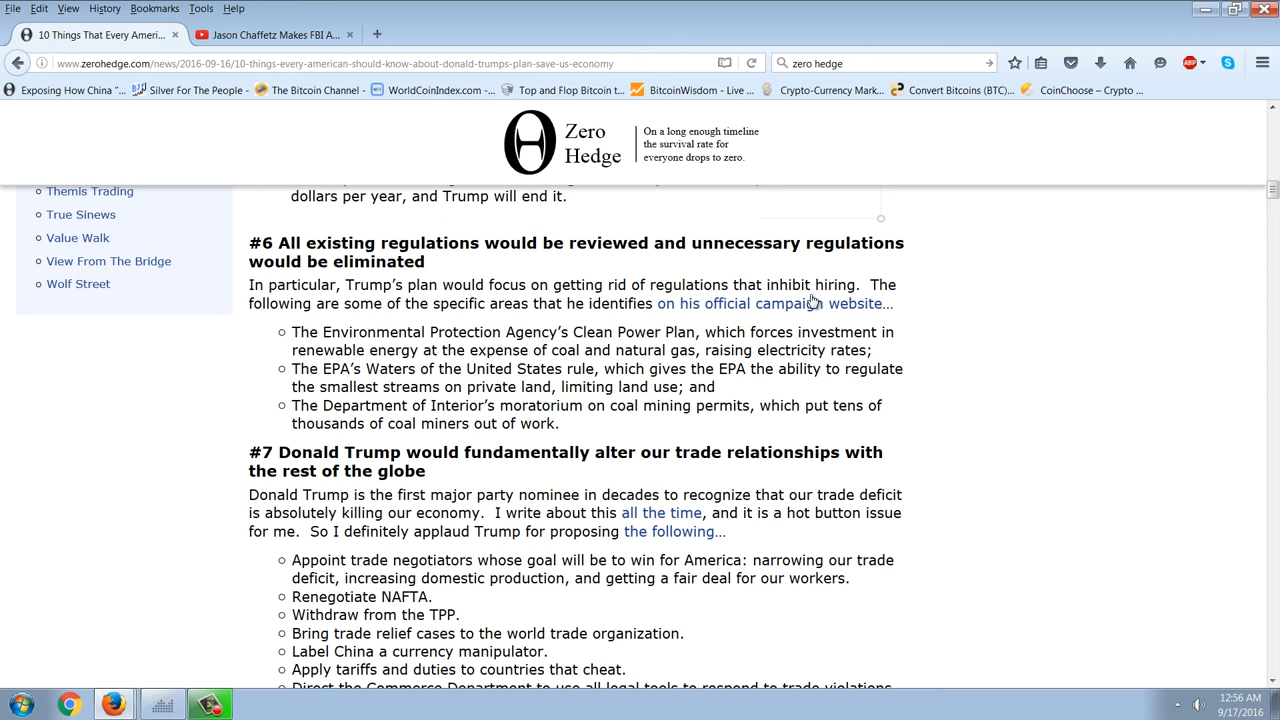 File Edit View History Bookmarks Tools Help
10 Things That Every Ameri... Jason Chaffetz Makes FBI A...
www.zerohedge.com/news/2016-09-16/10-things-every-american-should-know-about-donald-trumps-plan-save-us-economy zero hedge
Exposing How China "... Silver For The People - ... The Bitcoin Channel - ... WorldCoinIndex.com - ... Top and Flop Bitcoin t... BitcoinWisdom - Live ... Crypto-Currency Mark... Convert Bitcoins (BTC)... CoinChoose – Crypto ...
Zero
Hedge
On a long enough timeline
the survival rate for
everyone drops to zero.
Themis Trading
True Sinews
Value Walk
View From The Bridge
Wolf Street
dollars per year, and Trump will end it.
#6 All existing regulations would be reviewed and unnecessary regulations
would be eliminated
In particular, Trump's plan would focus on getting rid of regulations that inhibit hiring. The
following are some of the specific areas that he identifies on his official campaign website...
The Environmental Protection Agency's Clean Power Plan, which forces investment in
renewable energy at the expense of coal and natural gas, raising electricity rates;
The EPA's Waters of the United States rule, which gives the EPA the ability to regulate
the smallest streams on private land, limiting land use; and
The Department of Interior's moratorium on coal mining permits, which put tens of
thousands of coal miners out of work.
#7 Donald Trump would fundamentally alter our trade relationships with
the rest of the globe
Donald Trump is the first major party nominee in decades to recognize that our trade deficit
is absolutely killing our economy. I write about this all the time, and it is a hot button issue
for me. So I definitely applaud Trump for proposing the following...
Appoint trade negotiators whose goal will be to win for America: narrowing our trade
deficit, increasing domestic production, and getting a fair deal for our workers.
Renegotiate NAFTA.
Withdraw from the TPP.
Bring trade relief cases to the world trade organization.
Label China a currency manipulator.
Apply tariffs and duties to countries that cheat.
Direct the Commerce Department to use all legal tools to respond to trade violations
ABP
12:56 AM
9/17/2016